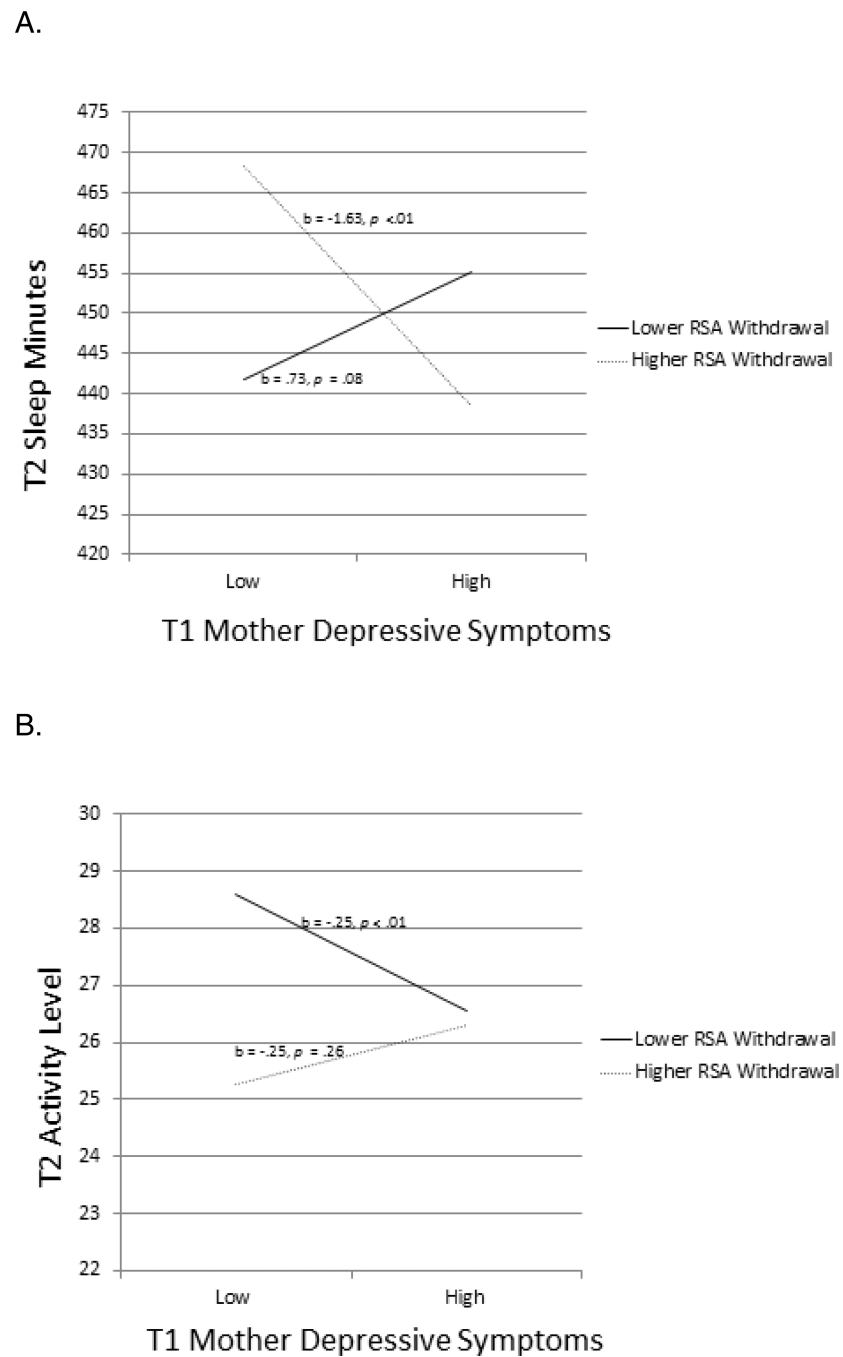 A.
475
470
465
460
455
450
445
440
435
430
425
420
T2 Sleep Minutes
b = -1.63, p <.01
b = .73, p = .08
Lower RSA Withdrawal
Higher RSA Withdrawal
Low High
T1 Mother Depressive Symptoms
B.
30
29
28
27
26
25
24
23
22
T2 Activity Level
b = -.25, p < .01
b = -.25, p = .26
Lower RSA Withdrawal
Higher RSA Withdrawal
Low High
T1 Mother Depressive Symptoms